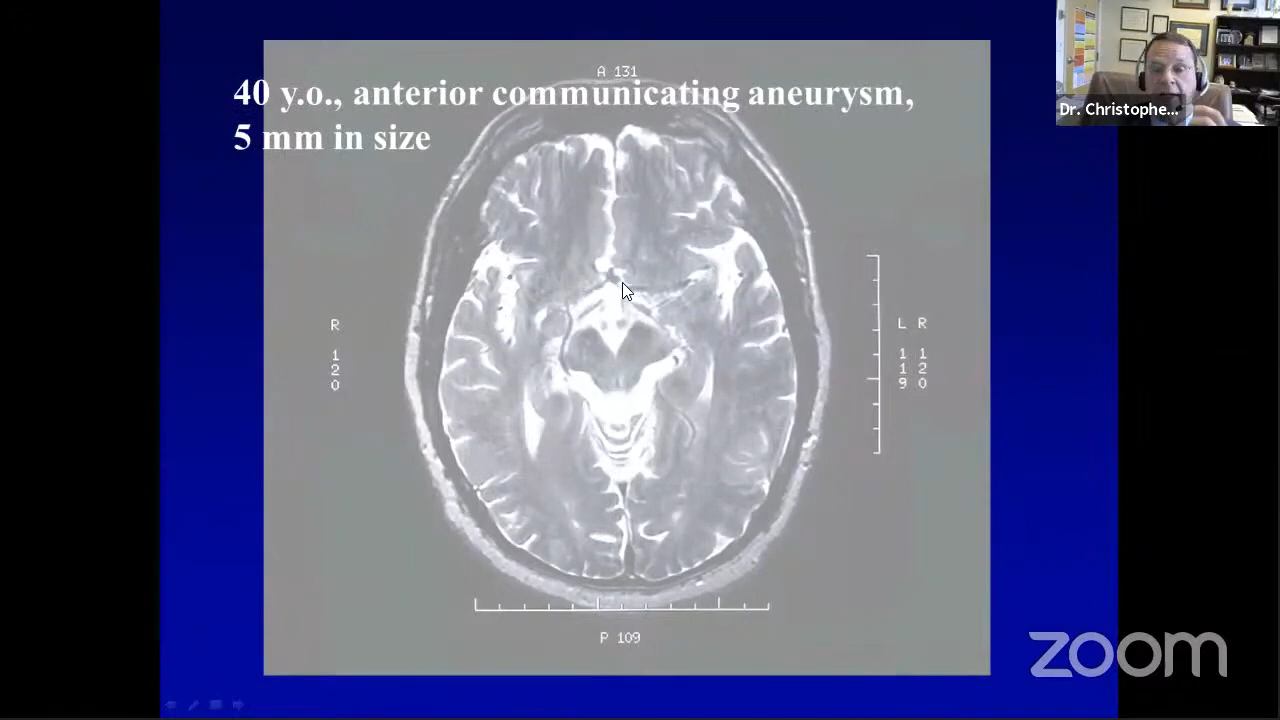 A 131
40 y.o., anterior communicating aneurysm,
5 mm in size
Dr. Christophe...
R
1
2
0
L R
1 1
1 2
9 0
P 109
zoom